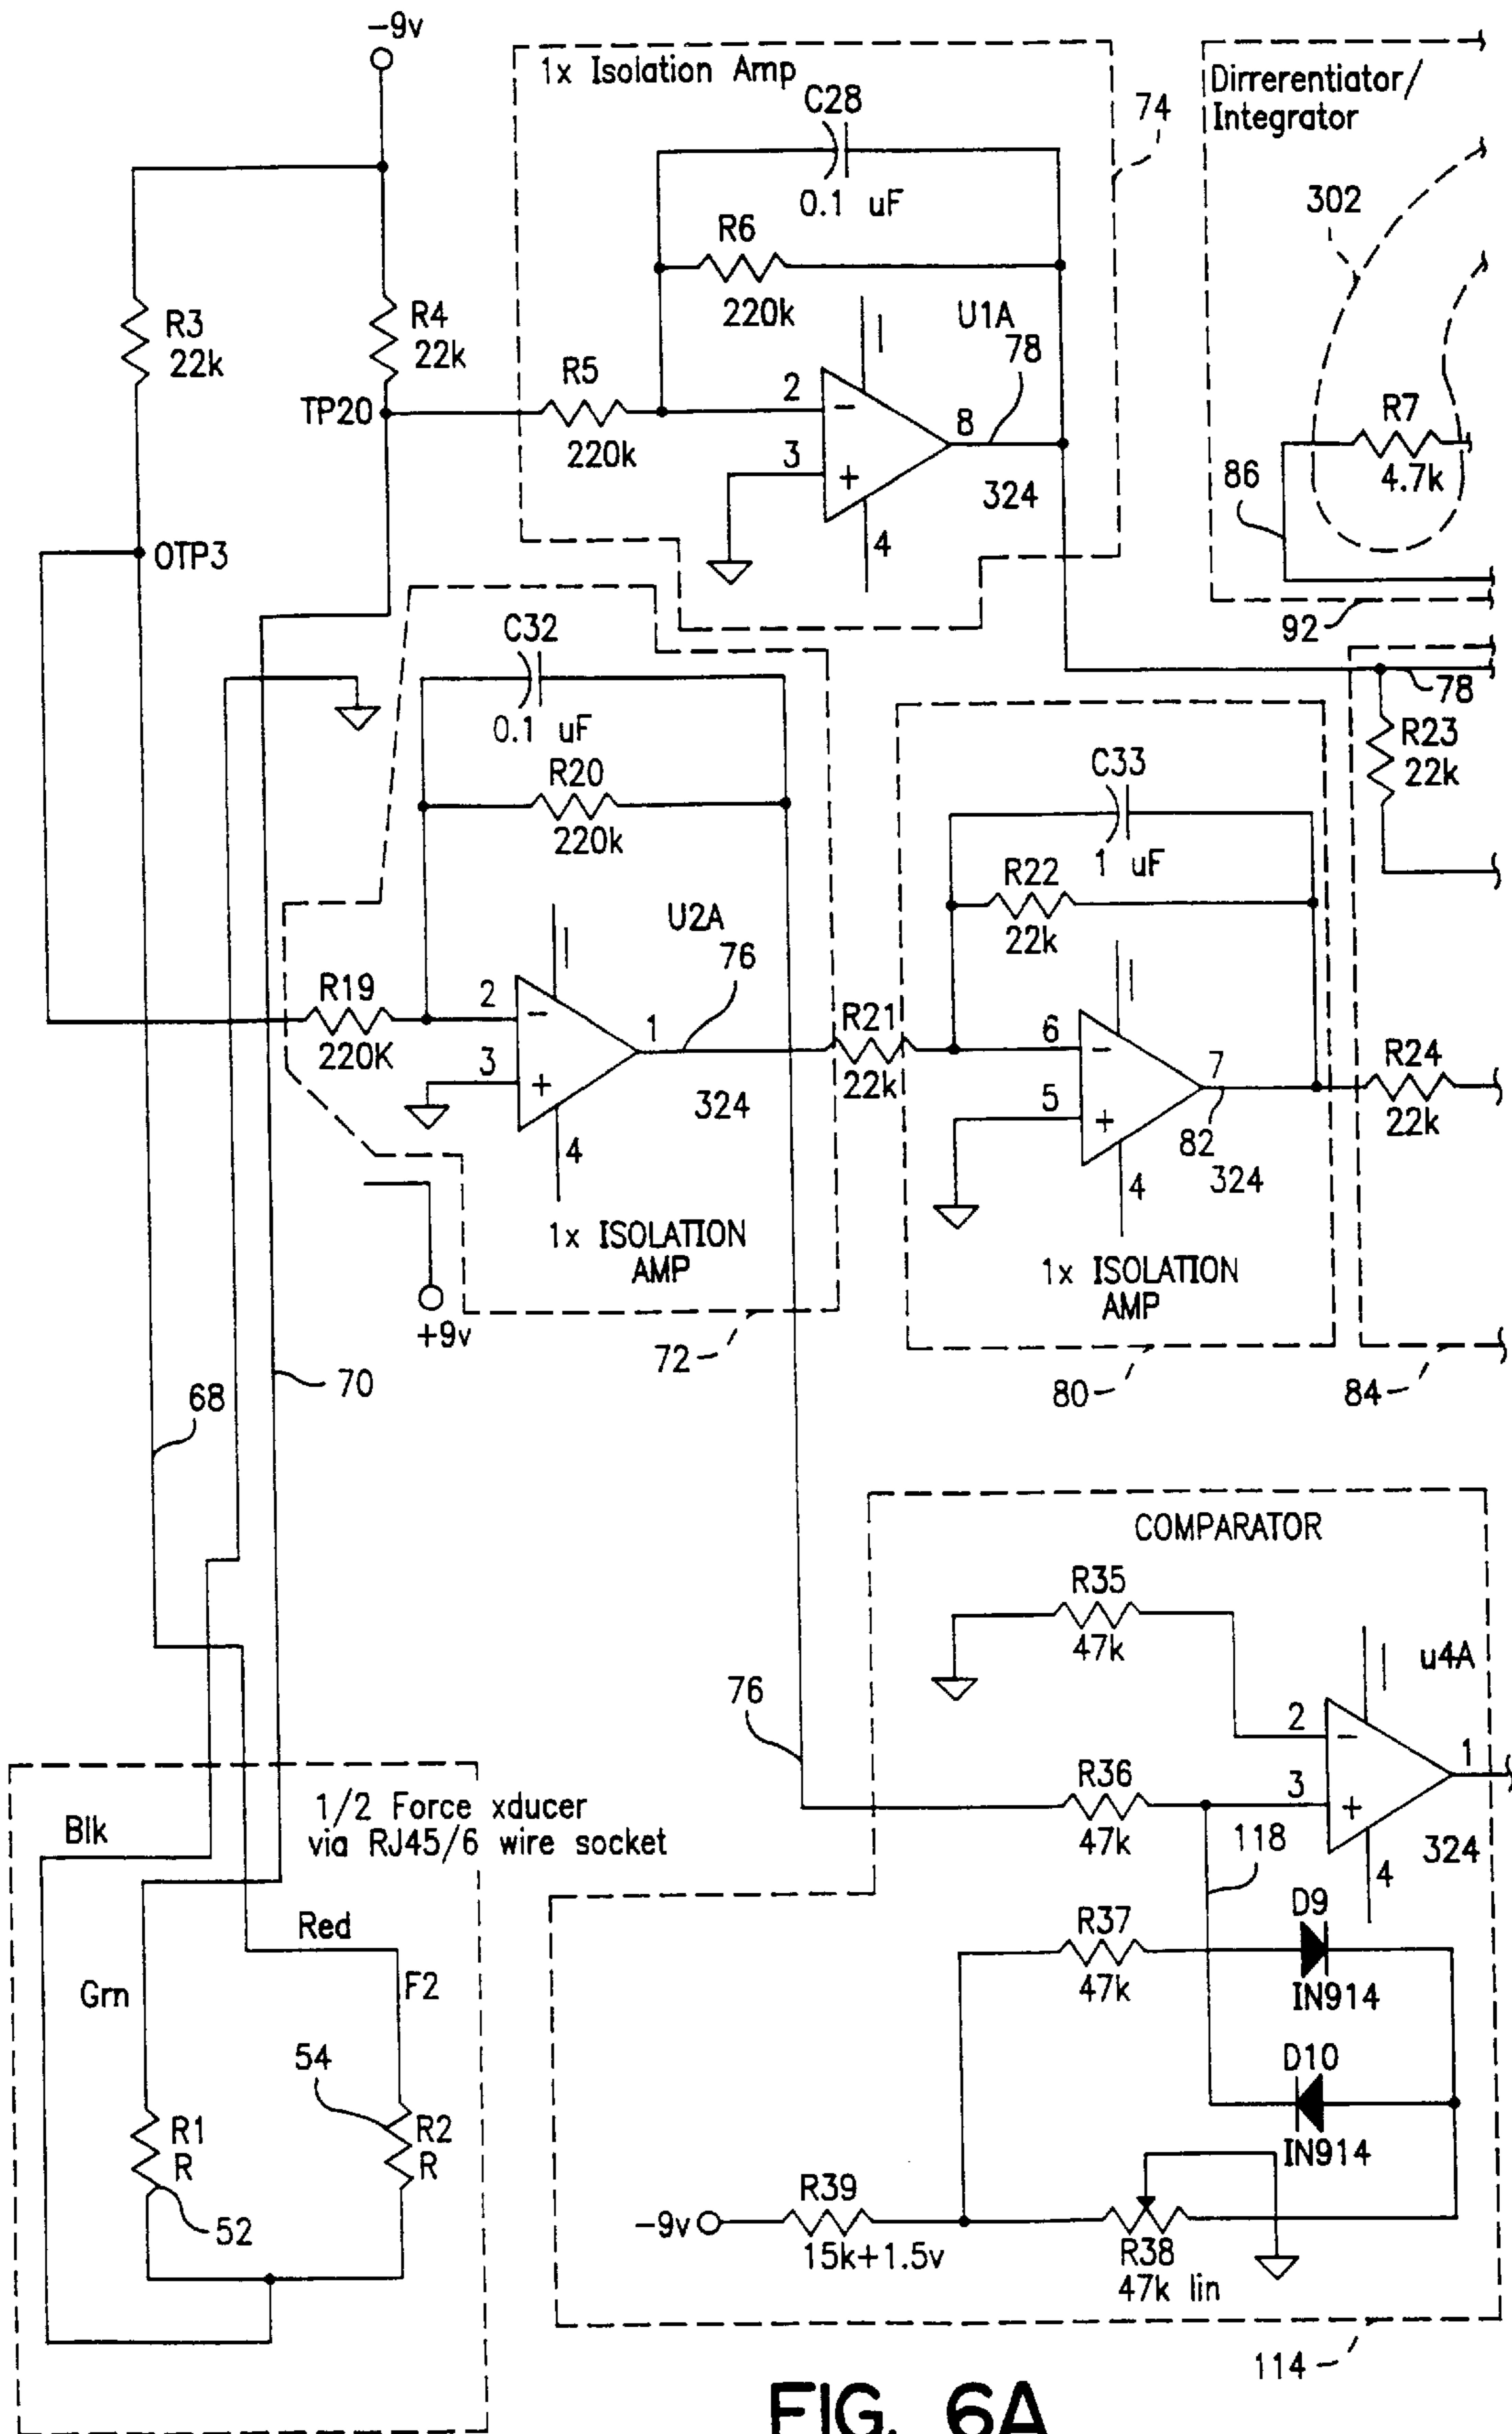 -9v
1x Isolation Amp
C28
0.1 uF
R6
220k
U1A
78
R5
220k
2
-
3
+
8
324
4
74
Dirrerentiator/
Integrator
302
R7
4.7k
86
92
R3
22k
R4
22k
TP20
OTP3
C32
0.1 uF
R20
220k
U2A
76
R19
220K
2
-
3
+
1
324
4
1x ISOLATION
AMP
+9v
72
C33
1 uF
R22
22k
R21
22k
6
-
5
+
7
82
324
4
1x ISOLATION
AMP
80
78
R23
22k
R24
22k
84
68
70
COMPARATOR
R35
47k
u4A
76
2
-
3
+
1
324
4
R36
47k
118
R37
47k
D9
IN914
D10
IN914
-9v
R39
15k+1.5v
R38
47k lin
114
1/2 Force xducer
via RJ45/6 wire socket
Blk
Red
Grn
F2
54
R1
R
R2
R
52
FIG. 6A